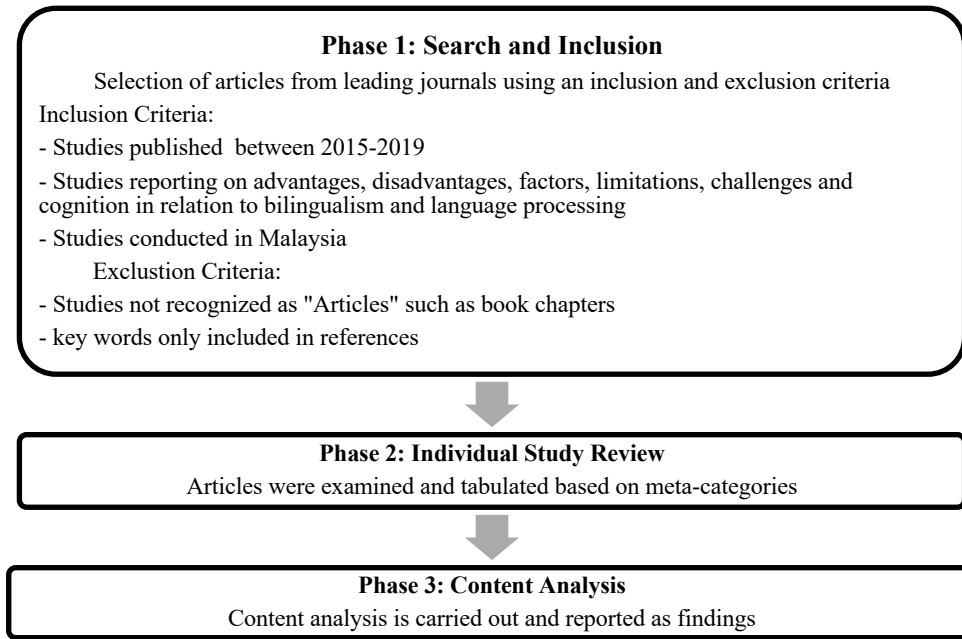 Phase 1: Search and Inclusion
Selection of articles from leading journals using an inclusion and exclusion criteria
Inclusion Criteria:
- Studies published between 2015-2019
- Studies reporting on advantages, disadvantages, factors, limitations, challenges and
cognition in relation to bilingualism and language processing
- Studies conducted in Malaysia
Exclustion Criteria:
- Studies not recognized as "Articles" such as book chapters
- key words only included in references
Phase 2: Individual Study Review
Articles were examined and tabulated based on meta-categories
Phase 3: Content Analysis
Content analysis is carried out and reported as findings